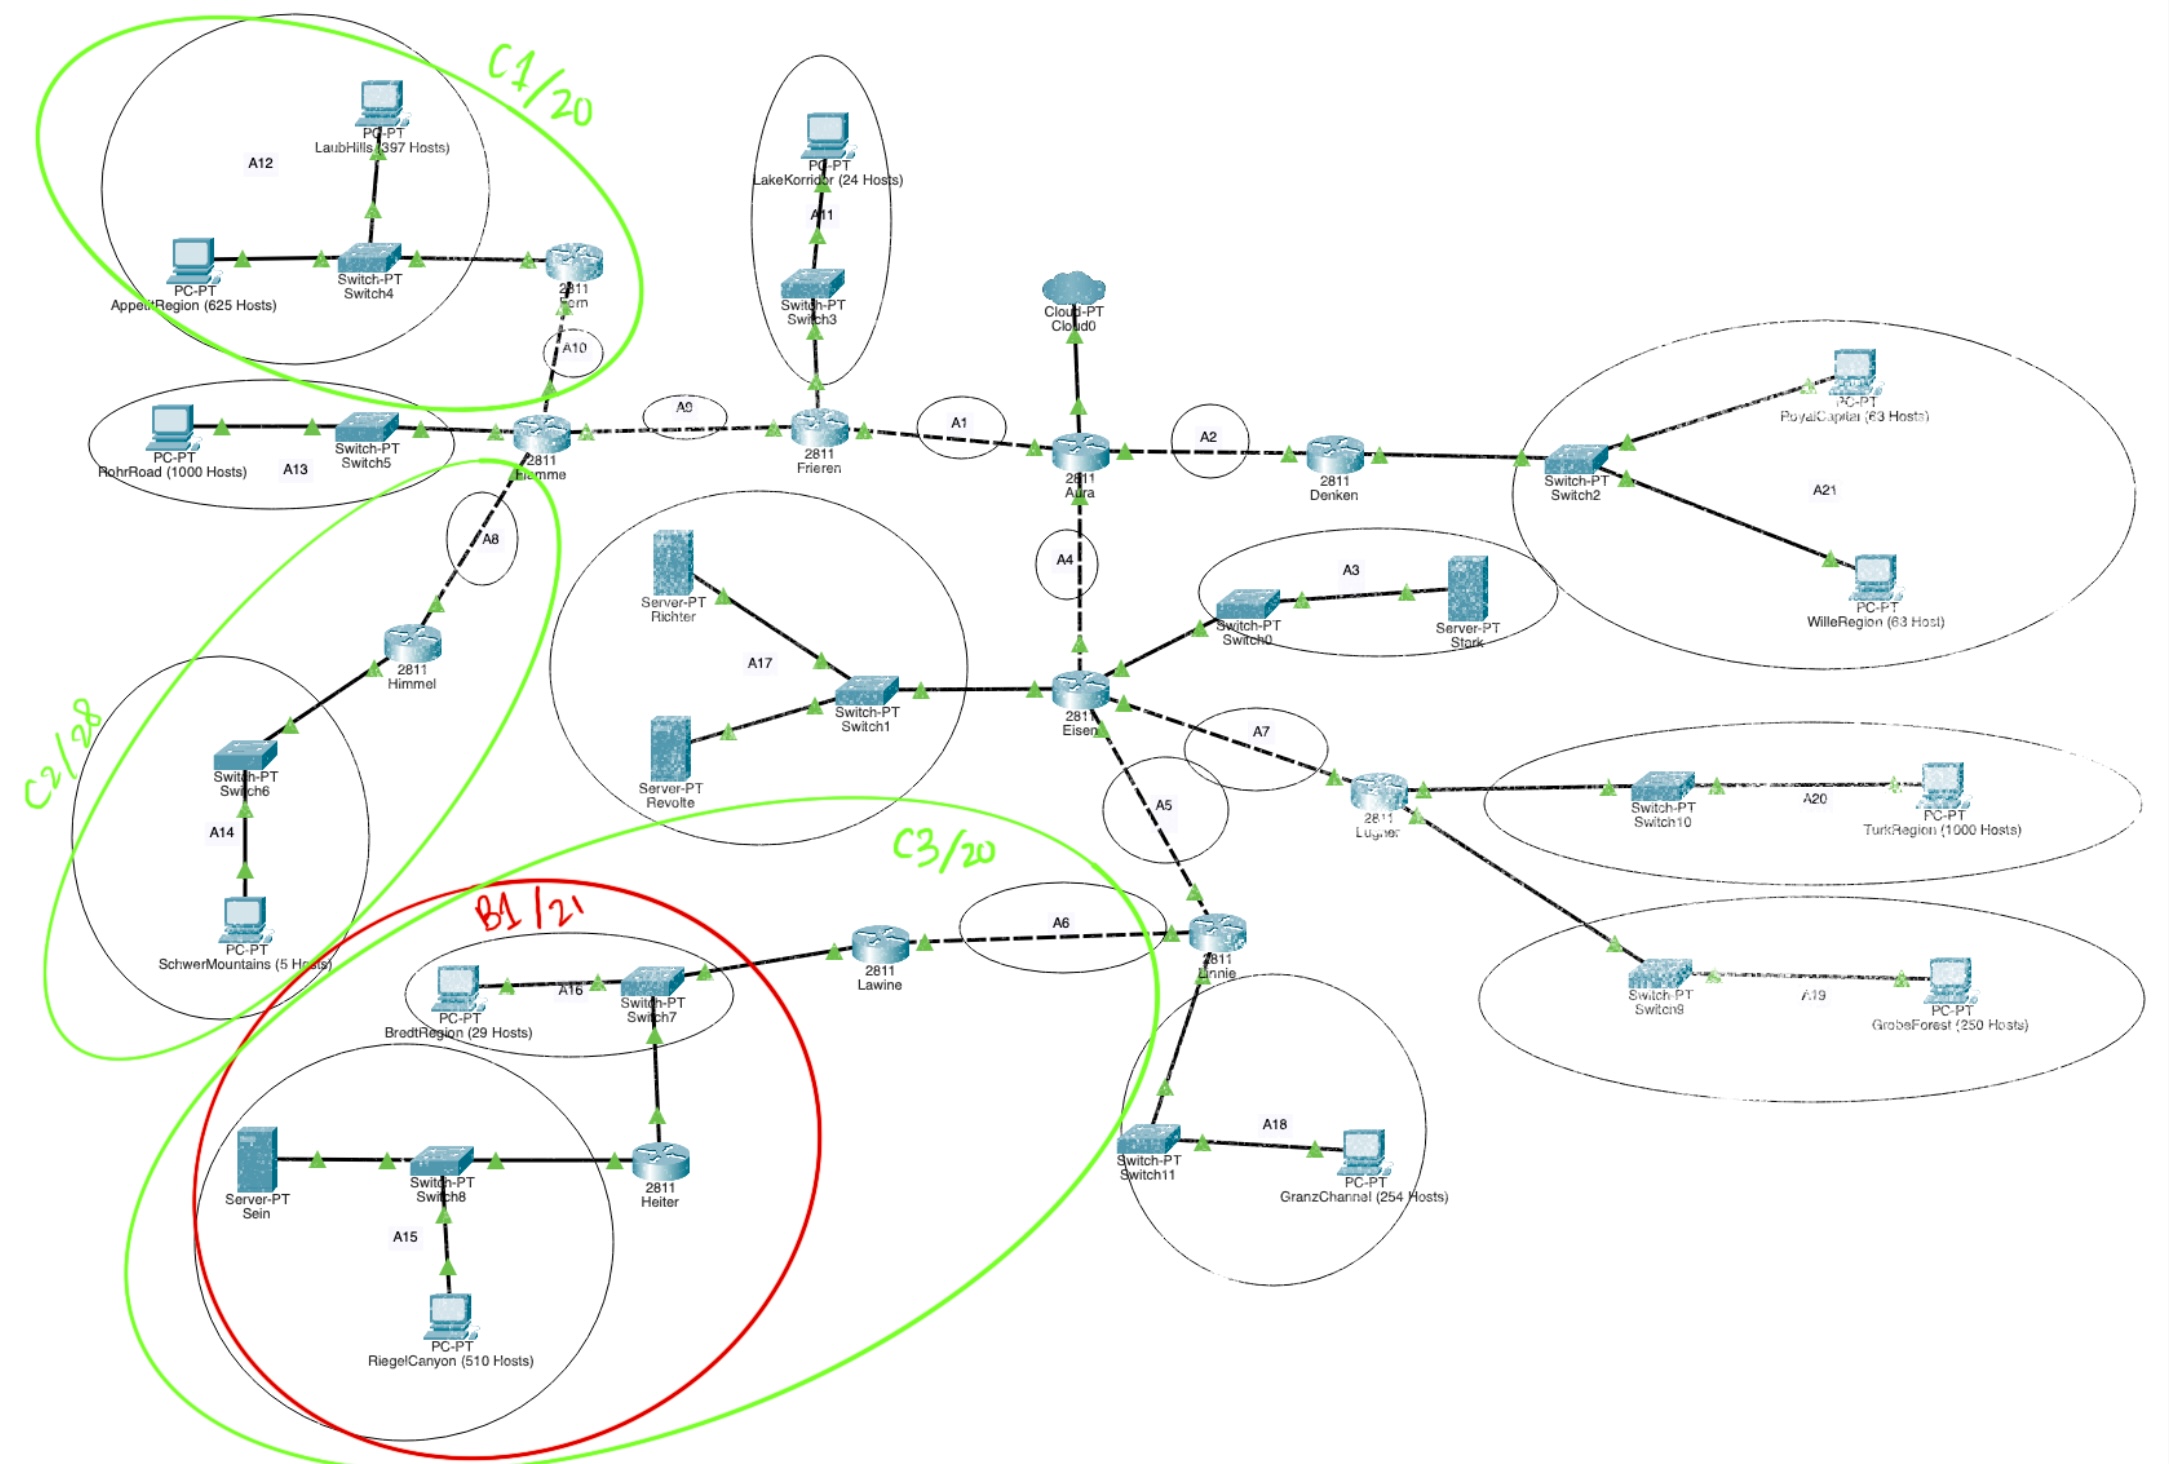 C1/20
PC-PT
LaubHills (397 Hosts)
A12
PC-PT
AppetitRegion (625 Hosts)
Switch-PT
Switch4
2811
Fern
A10
PC-PT
LakeKorridor (24 Hosts)
A11
Switch-PT
Switch3
Cloud-PT
Cloud0
PC-PT
RohrRoad (1000 Hosts)
A13
Switch-PT
Switch5
2811
Flamme
A9
2811
Frieren
A1
2811
Aura
A2
2811
Denken
Switch-PT
Switch2
PC-PT
RoyalCapital (63 Hosts)
A21
PC-PT
WilleRegion (63 Host)
A8
2811
Himmel
C2/28
Switch-PT
Switch6
A14
PC-PT
SchwerMountains (5 Hosts)
Server-PT
Richter
A17
Switch-PT
Switch1
Server-PT
Revolte
A4
A3
Switch-PT
Switch0
Server-PT
Stark
2811
Eisen
A7
A5
2811
Lugner
Switch-PT
Switch10
A20
PC-PT
TurkRegion (1000 Hosts)
Switch-PT
Switch9
A19
PC-PT
GrobeForest (250 Hosts)
C3/20
B1/21
A6
2811
Linnie
2811
Lawine
PC-PT
BredtRegion (29 Hosts)
A16
Switch-PT
Switch7
Server-PT
Sein
Switch-PT
Switch8
2811
Heiter
A15
PC-PT
RiegelCanyon (510 Hosts)
A18
Switch-PT
Switch11
PC-PT
GranzChannel (254 Hosts)